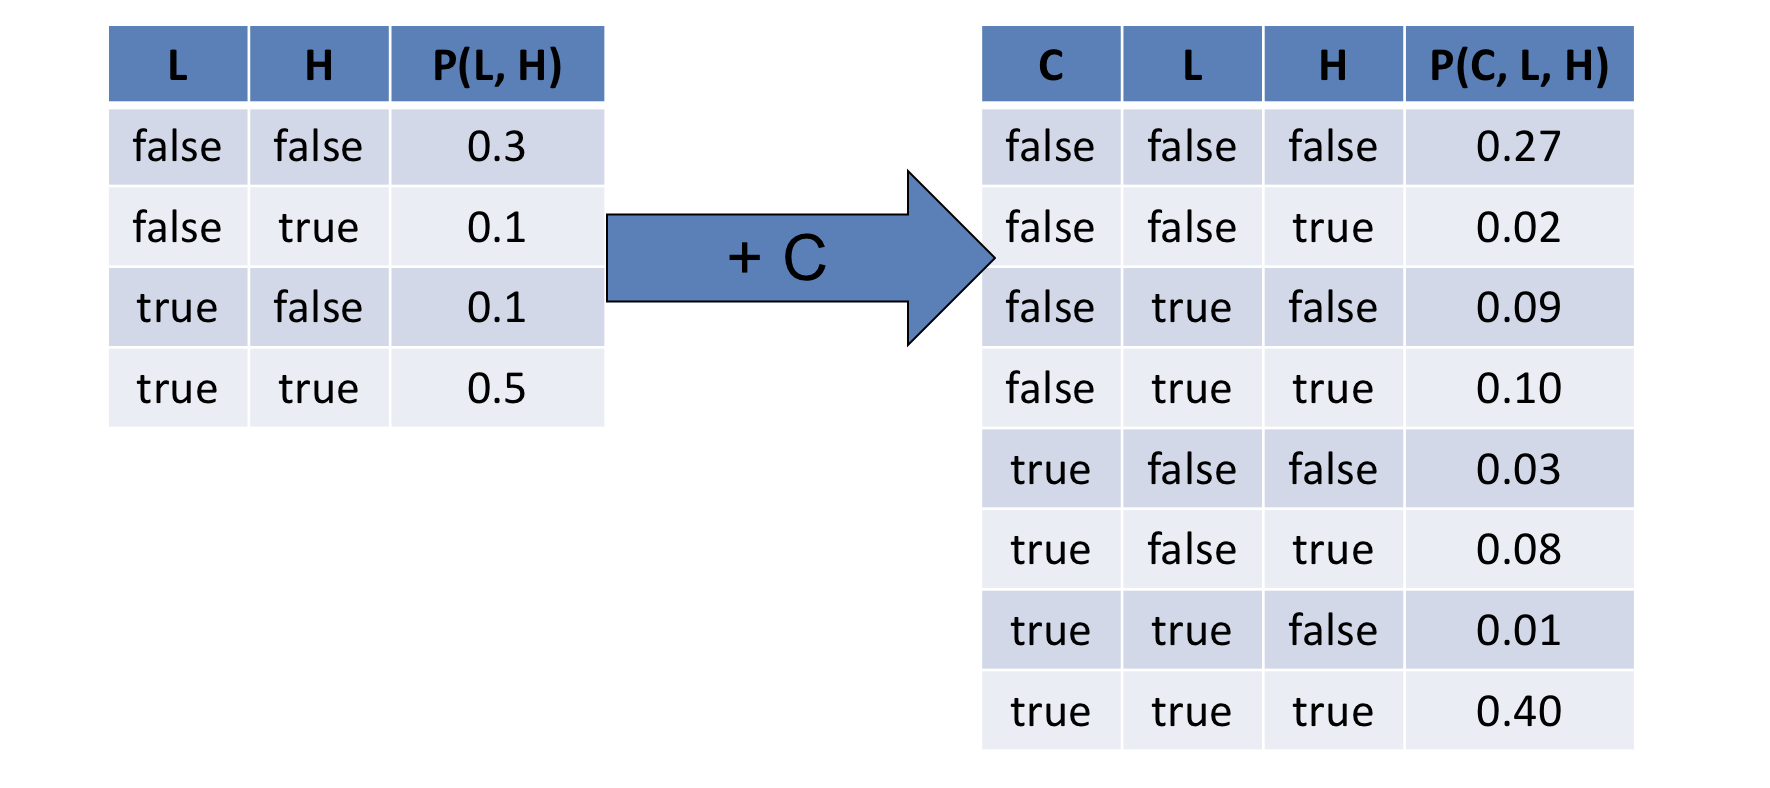 L H P(L, H)
false false 0.3
false true 0.1
true false 0.1
true true 0.5
+ C
C L H P(C, L, H)
false false false 0.27
false false true 0.02
false true false 0.09
false true true 0.10
true false false 0.03
true false true 0.08
true true false 0.01
true true true 0.40